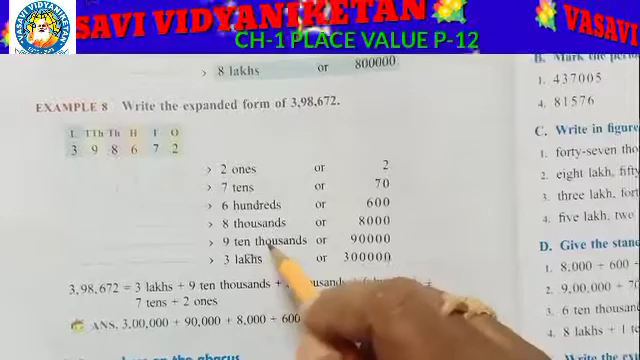 SAVI VIDYANIKETAN
VASAVI
CH-1 PLACE VALUE P-12
VASAVI VIDYANIKETAN
> 8 lakhs or 800000
EXAMPLE 8 Write the expanded form of 3,98,672.
L TTh Th H T O
3 9 8 6 7 2
> 2 ones or 2
> 7 tens or 70
> 6 hundreds or 600
> 8 thousands or 8000
> 9 ten thousands or 90000
> 3 lakhs or 300000
3,98,672 = 3 lakhs + 9 ten thousands +
7 tens + 2 ones
ANS. 3,00,000 + 90,000 + 8,000 + 600
on the abacus
B. Mark the
1. 437005
4. 81576
C. Write in figure
1. forty-seven tho
2. eight lakh, fifty
3. three lakh, fort
4. five lakh, two
D. Give the stand
1. 8,000 + 600
2. 9,00,000 + 70
3. 6 ten thousand
4. 8 lakhs + 1